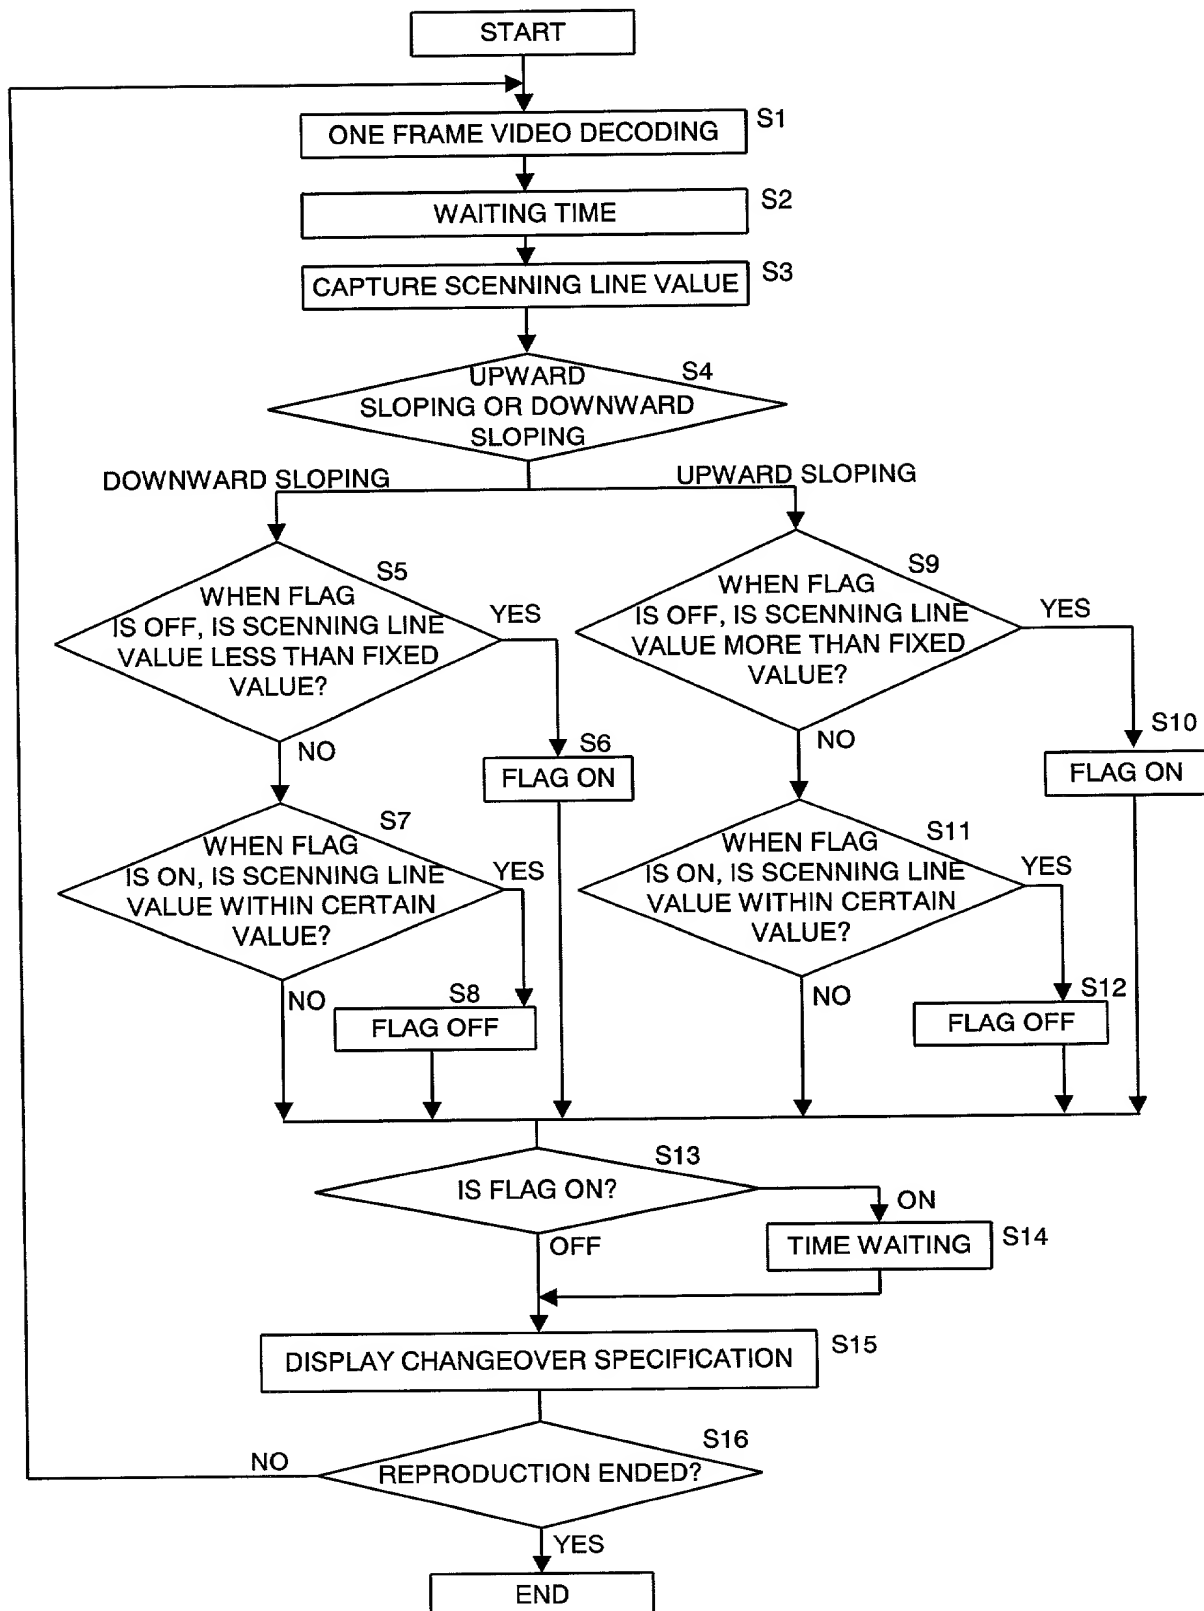 START
ONE FRAME VIDEO DECODING
S1
WAITING TIME
S2
CAPTURE SCENNING LINE VALUE
S3
S4
UPWARD
SLOPING OR DOWNWARD
SLOPING
DOWNWARD SLOPING
UPWARD SLOPING
S5
WHEN FLAG
IS OFF, IS SCENNING LINE
VALUE LESS THAN FIXED
VALUE?
YES
NO
S9
WHEN FLAG
IS OFF, IS SCENNING LINE
VALUE MORE THAN FIXED
VALUE?
YES
NO
S6
FLAG ON
S10
FLAG ON
S7
WHEN FLAG
IS ON, IS SCENNING LINE
VALUE WITHIN CERTAIN
VALUE?
YES
NO
S11
WHEN FLAG
IS ON, IS SCENNING LINE
VALUE WITHIN CERTAIN
VALUE?
YES
NO
S8
FLAG OFF
S12
FLAG OFF
S13
IS FLAG ON?
ON
OFF
TIME WAITING
S14
DISPLAY CHANGEOVER SPECIFICATION
S15
S16
REPRODUCTION ENDED?
NO
YES
END